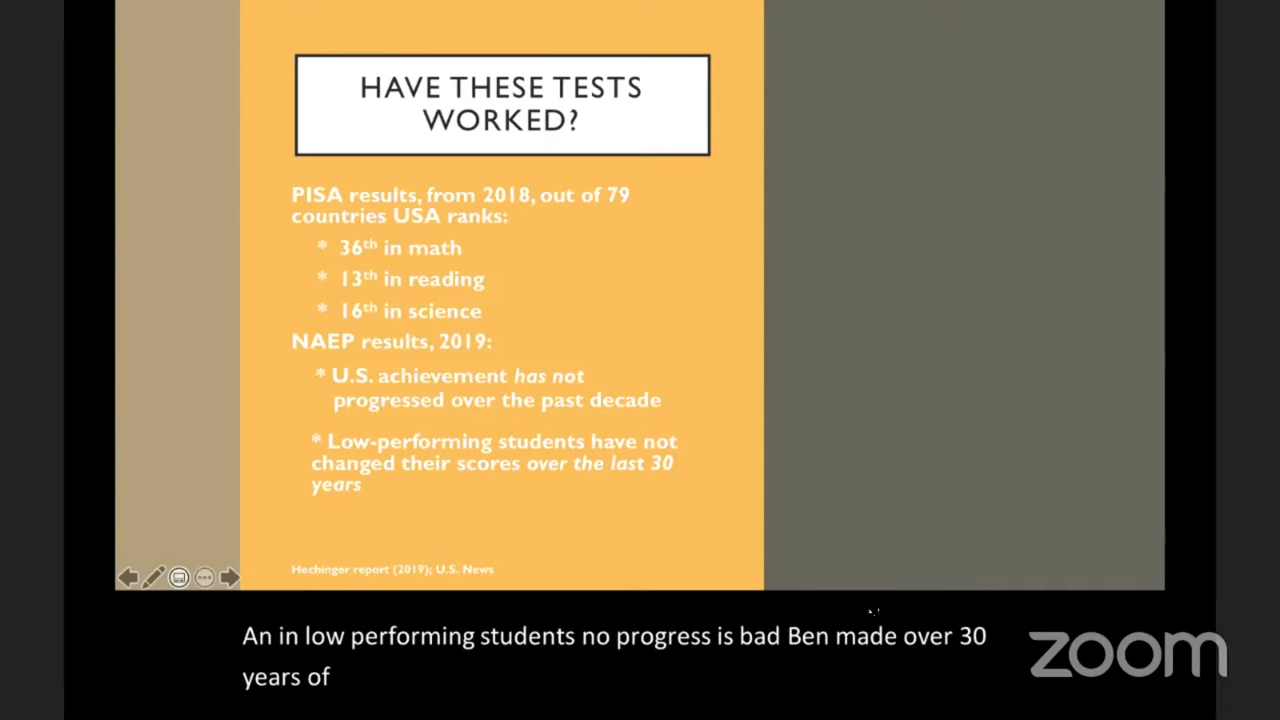 HAVE THESE TESTS
WORKED?
PISA results, from 2018, out of 79
countries USA ranks:
* 36th in math
* 13th in reading
* 16th in science
NAEP results, 2019:
* U.S. achievement has not
progressed over the past decade
* Low-performing students have not
changed their scores over the last 30
years
Hechinger report (2019); U.S. News
An in low performing students no progress is bad Ben made over 30
years of
zoom